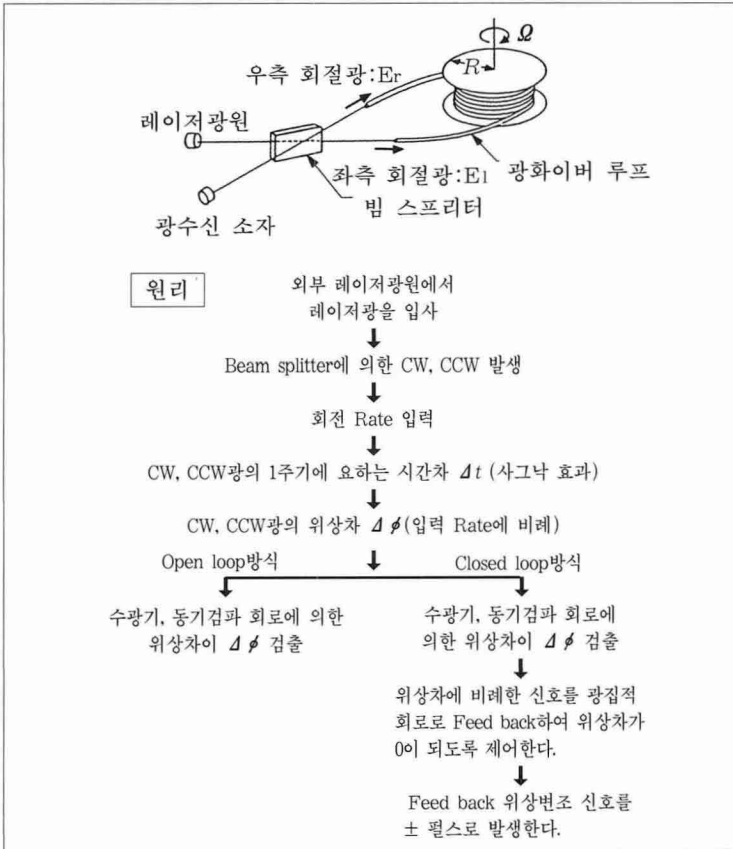 Ω
R
우측 회절광:Er
레이저광원
좌측 회절광:El 광화이버 루프
빔 스프리터
광수신 소자
원리
외부 레이저광원에서
레이저광을 입사
Beam splitter에 의한 CW, CCW 발생
회전 Rate 입력
CW, CCW광의 1주기에 요하는 시간차 Δt (사그낙 효과)
CW, CCW광의 위상차 Δϕ(입력 Rate에 비례)
Open loop방식
Closed loop방식
수광기, 동기검파 회로에 의한
위상차이 Δϕ 검출
수광기, 동기검파 회로에
의한 위상차이 Δϕ 검출
위상차에 비례한 신호를 광집적
회로로 Feed back하여 위상차가
0이 되도록 제어한다.
Feed back 위상변조 신호를
± 펄스로 발생한다.